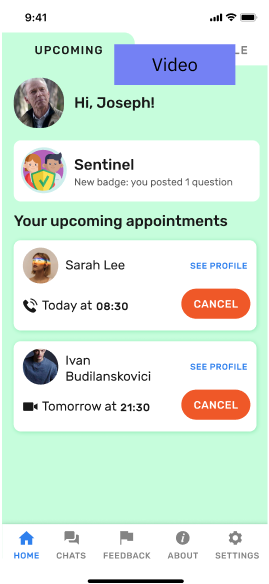 9:41
UPCOMING
Video
LE
Hi, Joseph!
Sentinel
New badge: you posted 1 question
Your upcoming appointments
Sarah Lee
SEE PROFILE
Today at 08:30
CANCEL
Ivan
Budilanskovici
SEE PROFILE
Tomorrow at 21:30
CANCEL
HOME
CHATS
FEEDBACK
ABOUT
SETTINGS